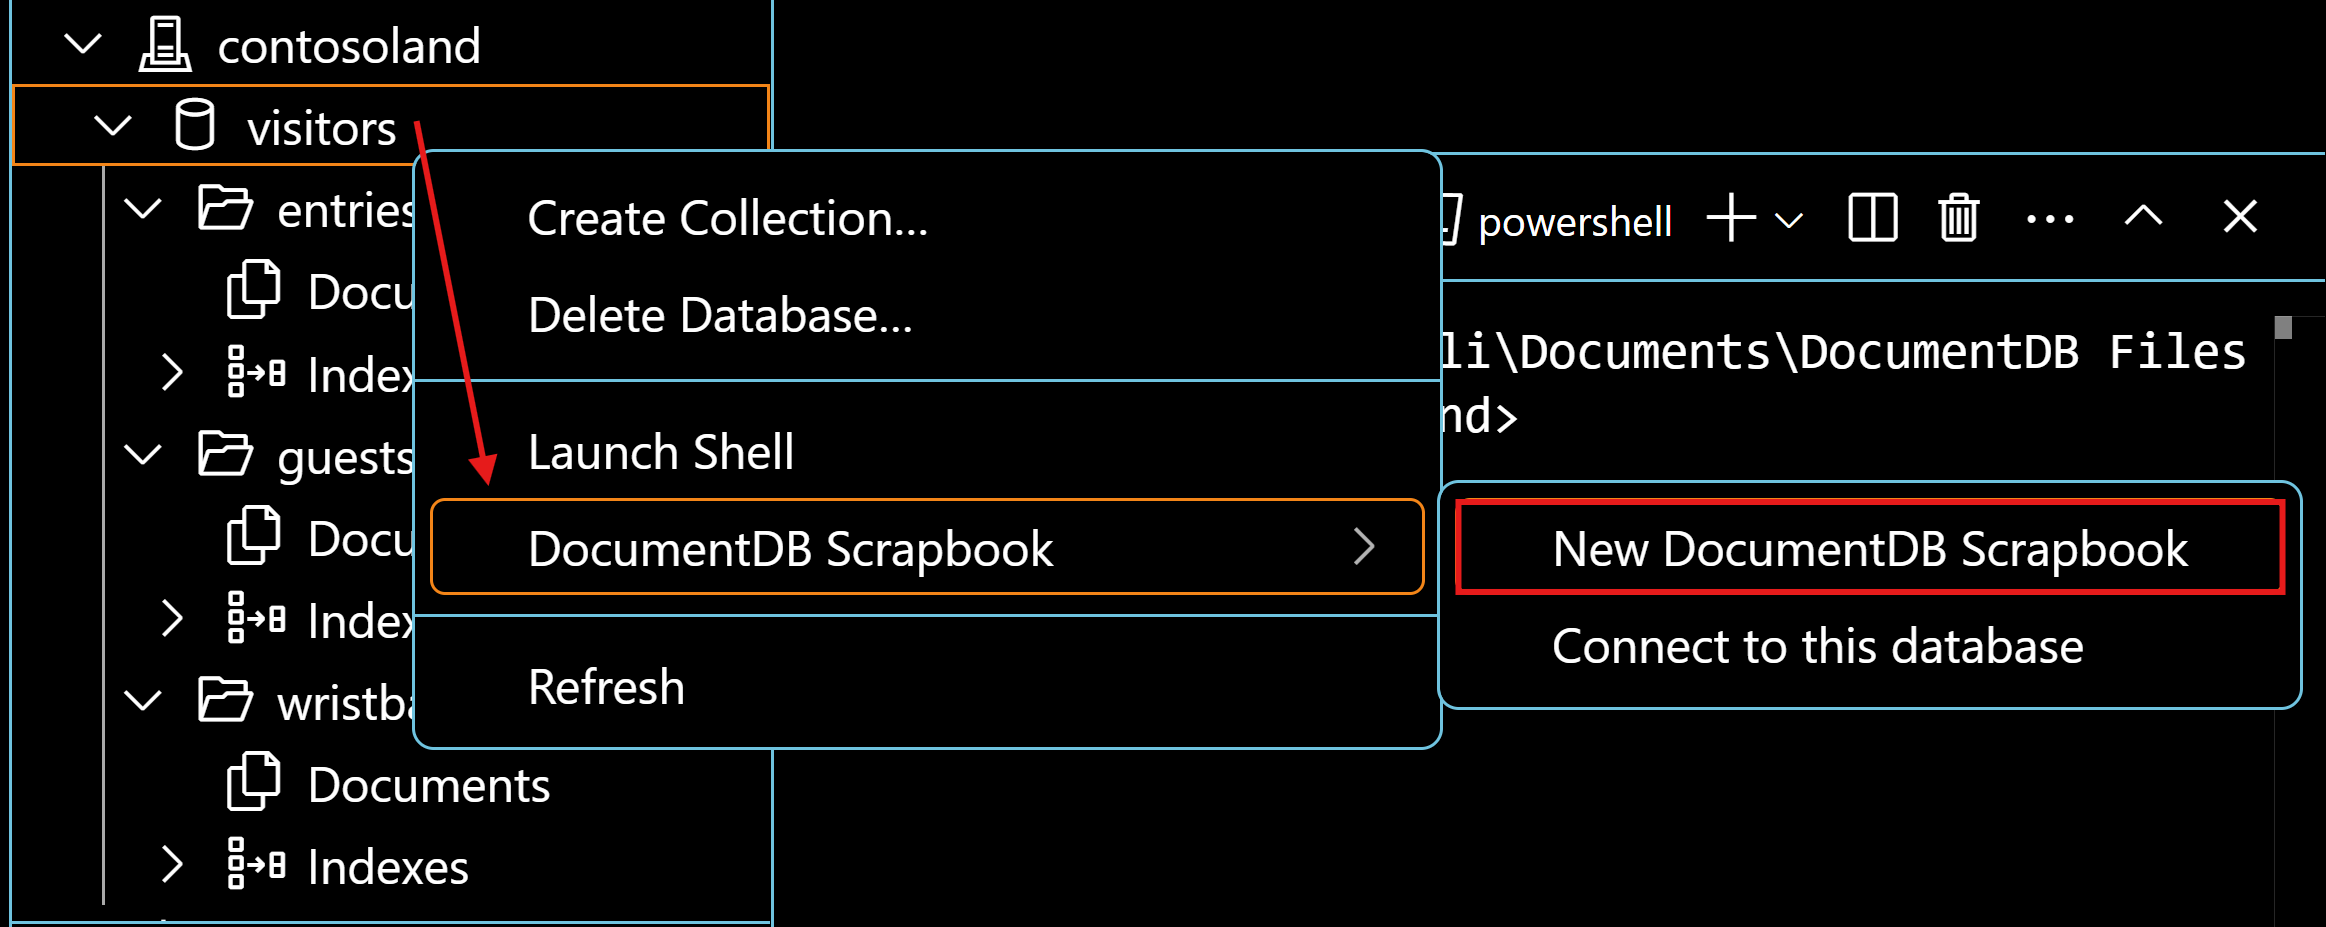 contosoland
visitors
entries
Docu
Index
guests
Docu
Index
wristba
Documents
Indexes
Create Collection...
Delete Database...
Launch Shell
DocumentDB Scrapbook
Refresh
New DocumentDB Scrapbook
Connect to this database
powershell
li\Documents\DocumentDB Files
nd>